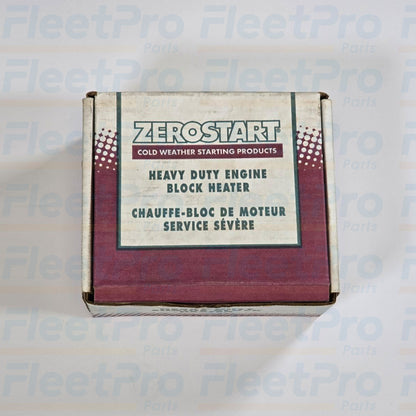 ZEROSTART
COLD WEATHER STARTING PRODUCTS
HEAVY DUTY ENGINE
BLOCK HEATER
CHAUFFE-BLOC DE MOTEUR
SERVICE SÉVÈRE
FleetPro
Parts